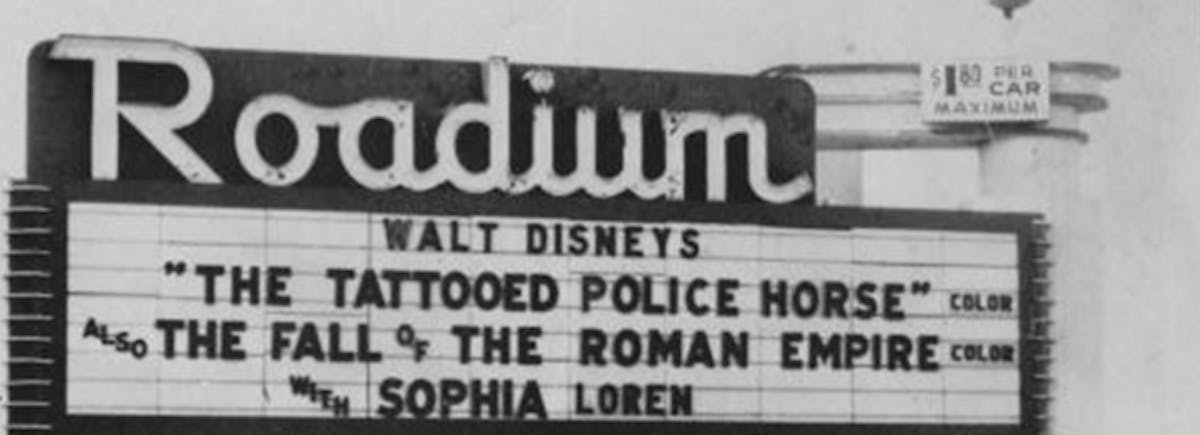 Roadium
$1.80 PER
CAR
MAXIMUM
WALT DISNEYS
"THE TATTOOED POLICE HORSE" COLOR
ALSO THE FALL OF THE ROMAN EMPIRE COLOR
WITH SOPHIA LOREN